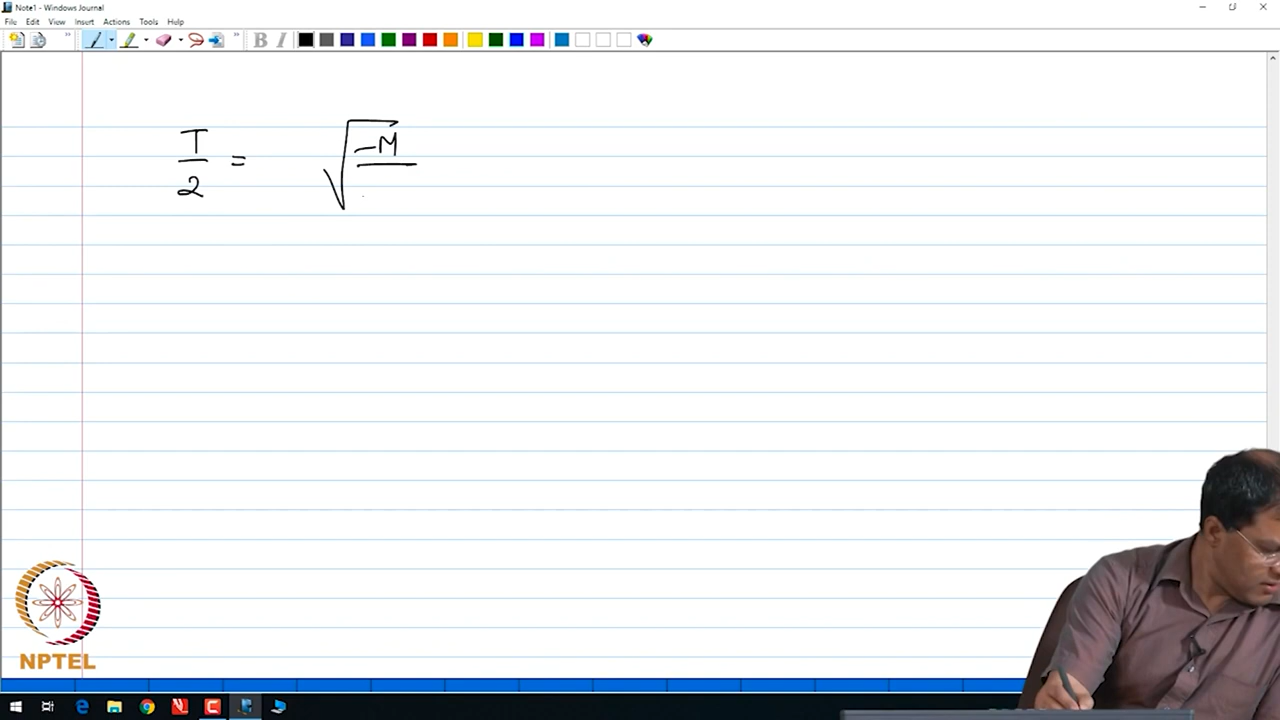 Note1 - Windows Journal
File Edit View Insert Actions Tools Help
B I
T/2 = √(-M/
NPTEL